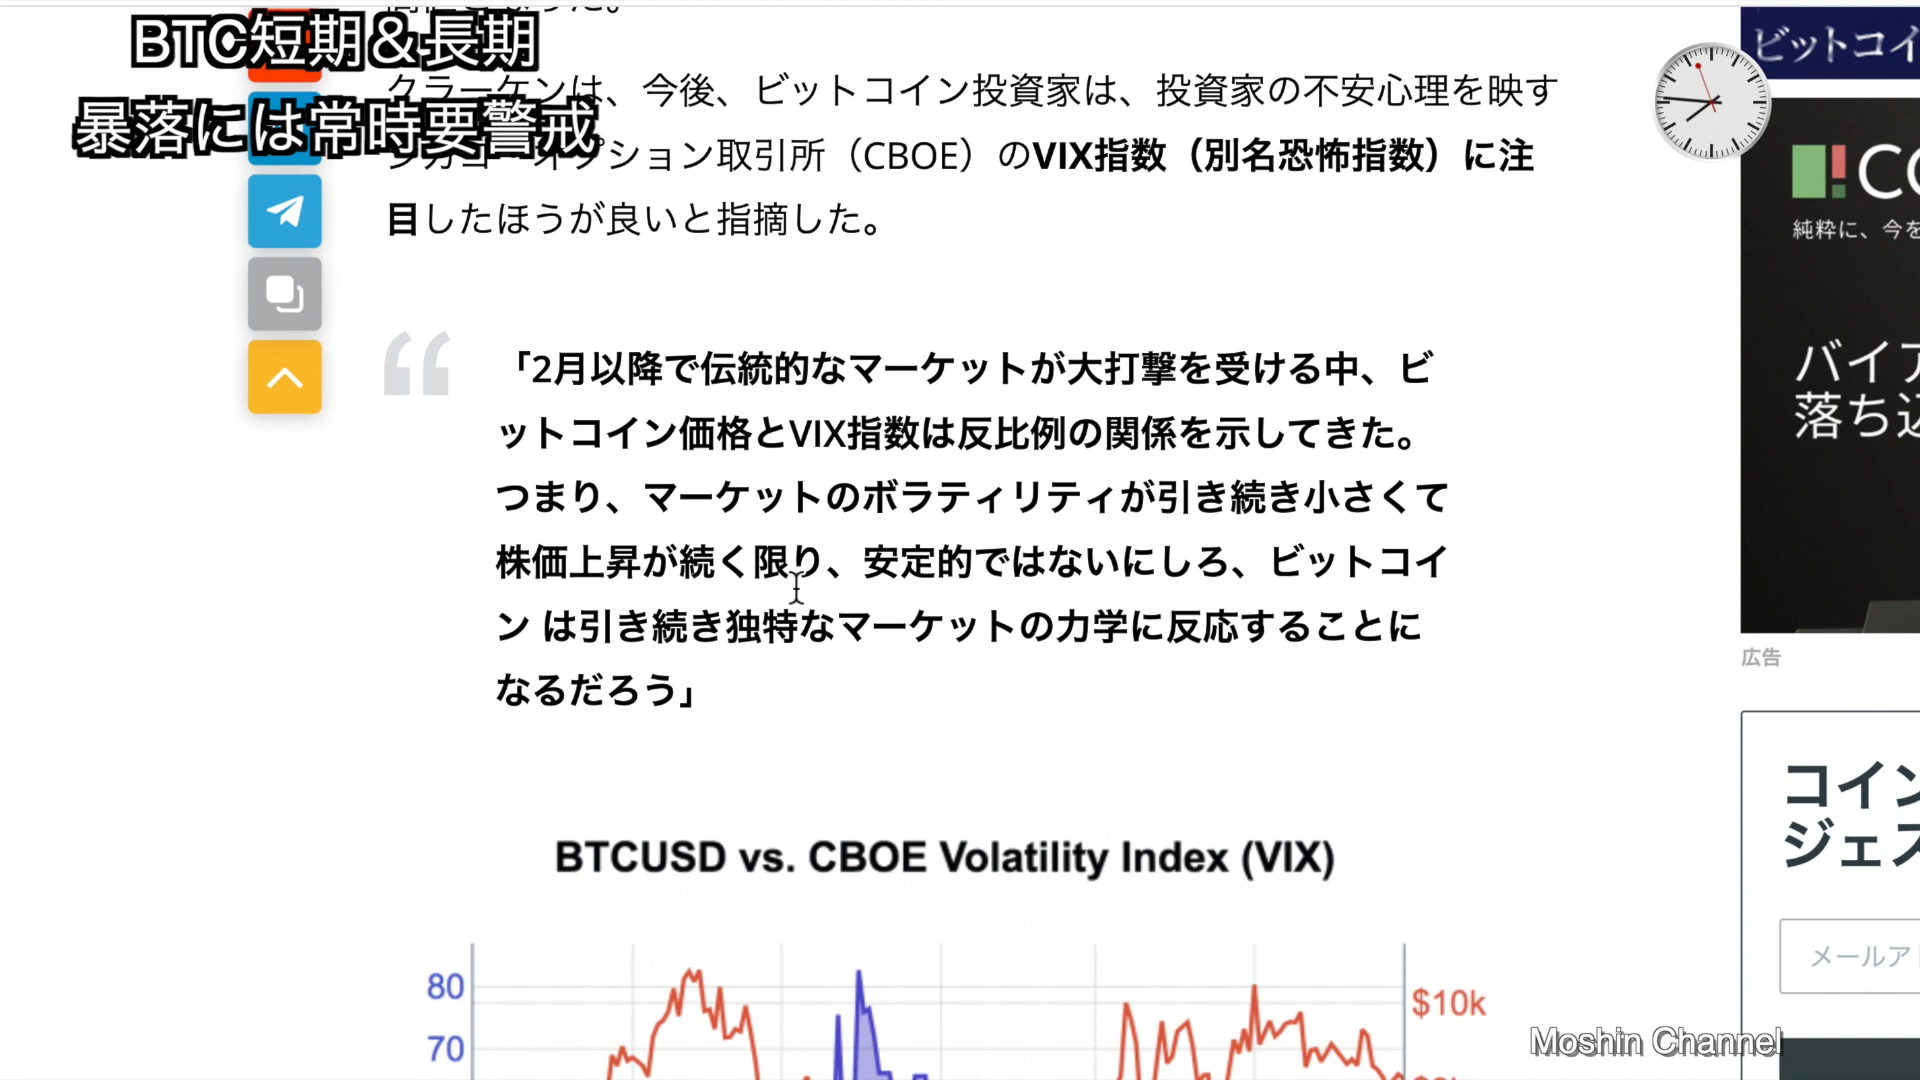 BTC短期&長期
暴落には常時要警戒
クラーケンは、今後、ビットコイン投資家は、投資家の不安心理を映す
シカゴ・オプション取引所（CBOE）のVIX指数（別名恐怖指数）に注
目したほうが良いと指摘した。
「2月以降で伝統的なマーケットが大打撃を受ける中、ビ
ットコイン価格とVIX指数は反比例の関係を示してきた。
つまり、マーケットのボラティリティが引き続き小さくて
株価上昇が続く限り、安定的ではないにしろ、ビットコイ
ン は引き続き独特なマーケットの力学に反応することに
なるだろう」
BTCUSD vs. CBOE Volatility Index (VIX)
80
70
$10k
ビットコイ
純粋に、今を
バイア
落ち込
広告
コイン
ジェス
メールア
Moshin Channel